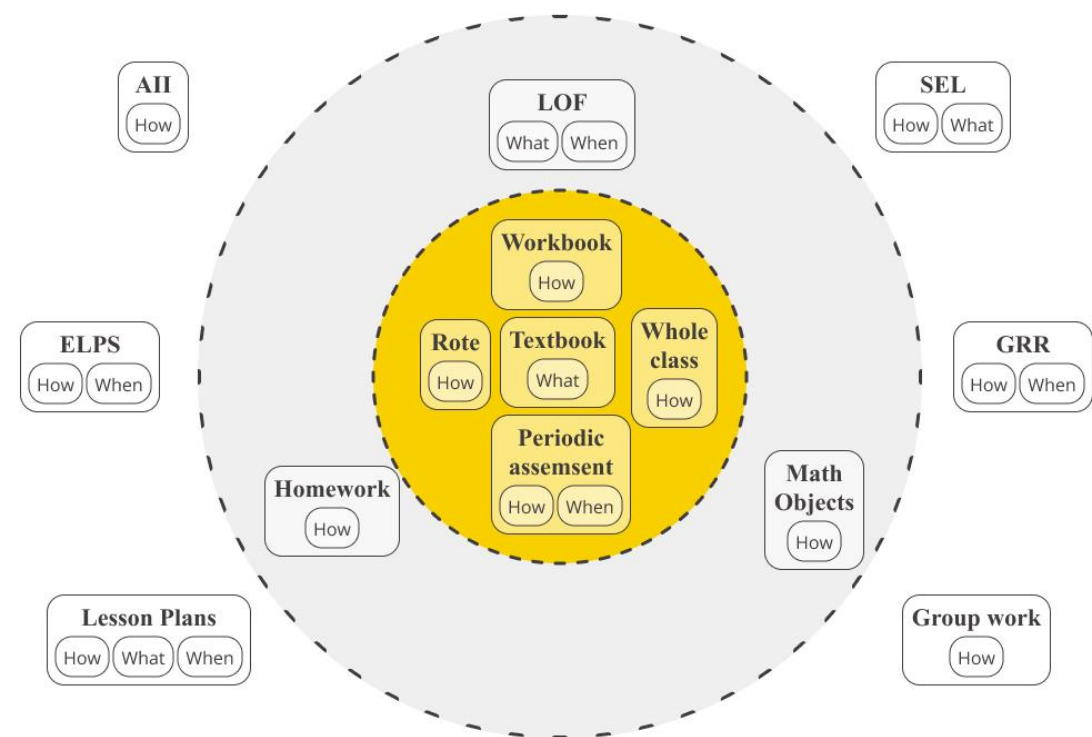 AII
How
LOF
What When
SEL
How What
Workbook
How
Rote
How
Textbook
What
Whole
class
How
ELPS
How When
GRR
How When
Periodic
assemsent
How When
Homework
How
Math
Objects
How
Lesson Plans
How What When
Group work
How